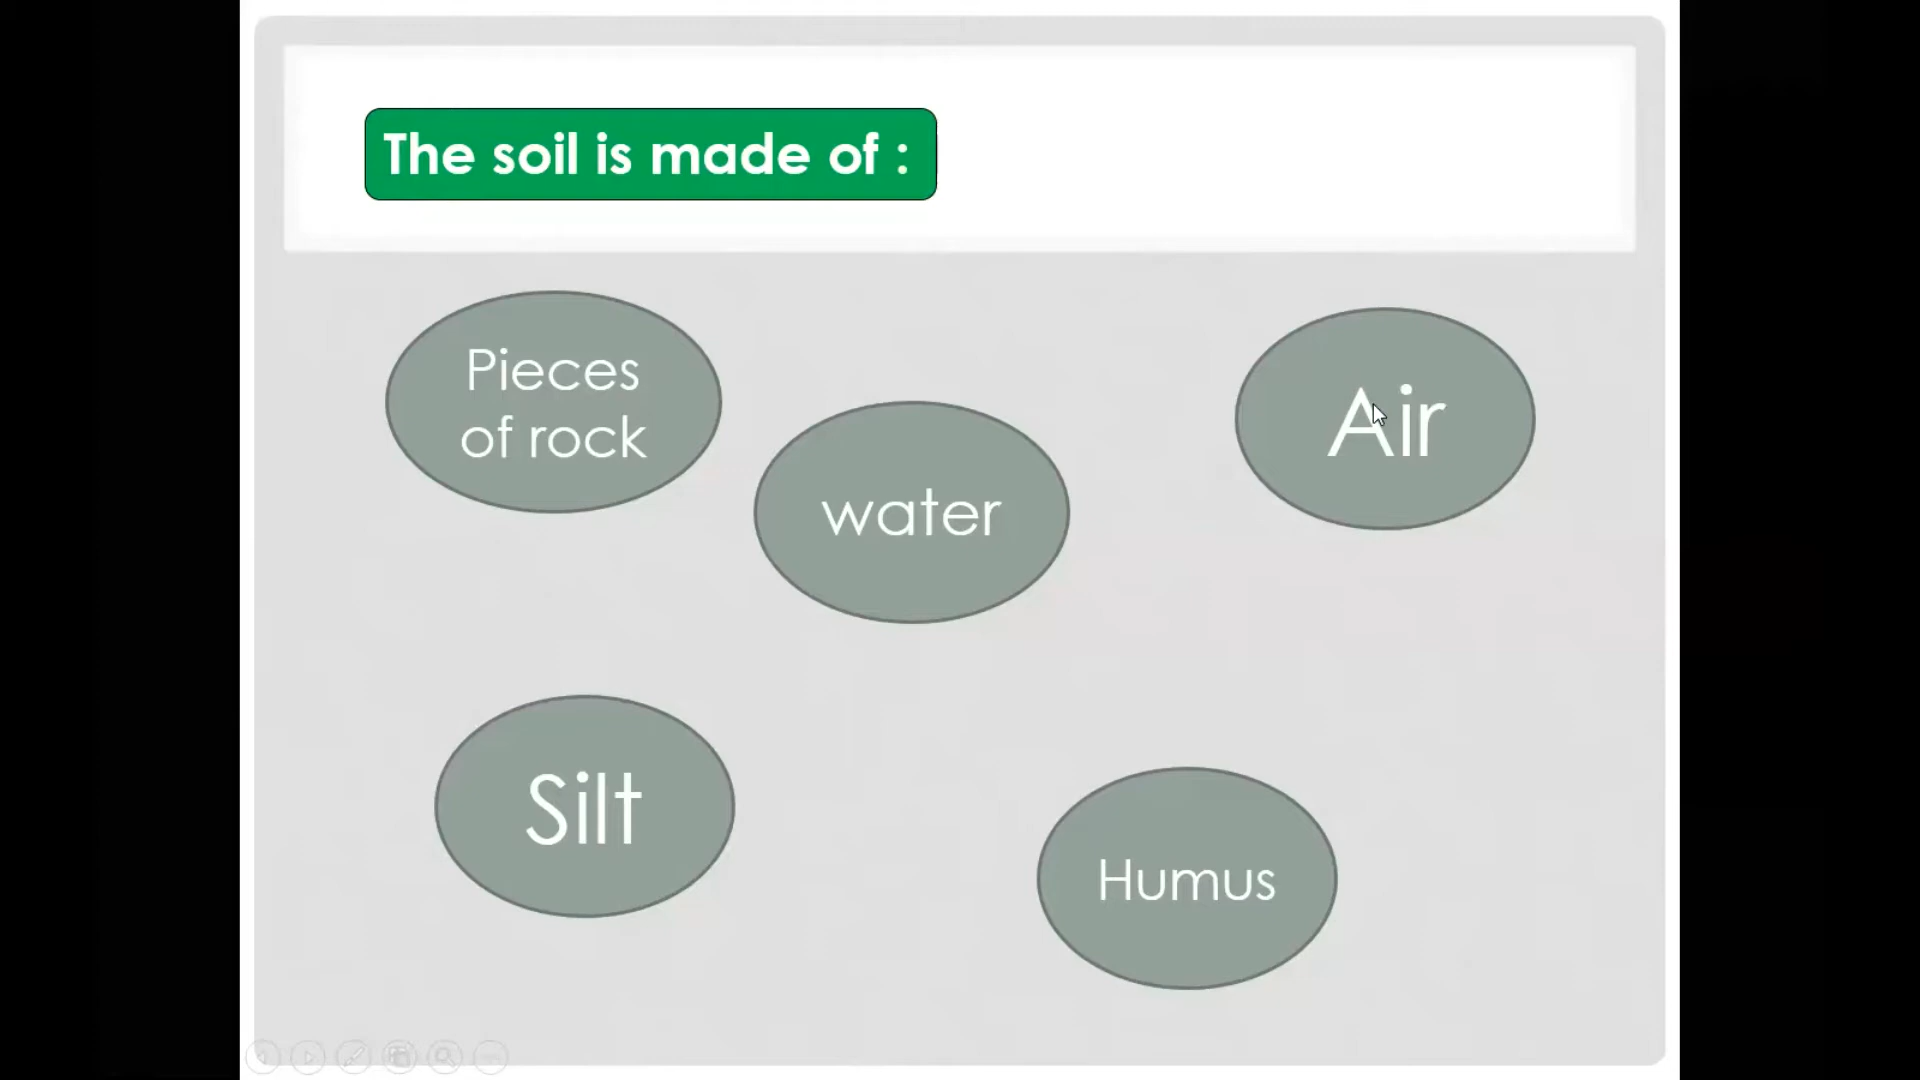 The soil is made of :
Pieces
of rock
water
Air
Silt
Humus